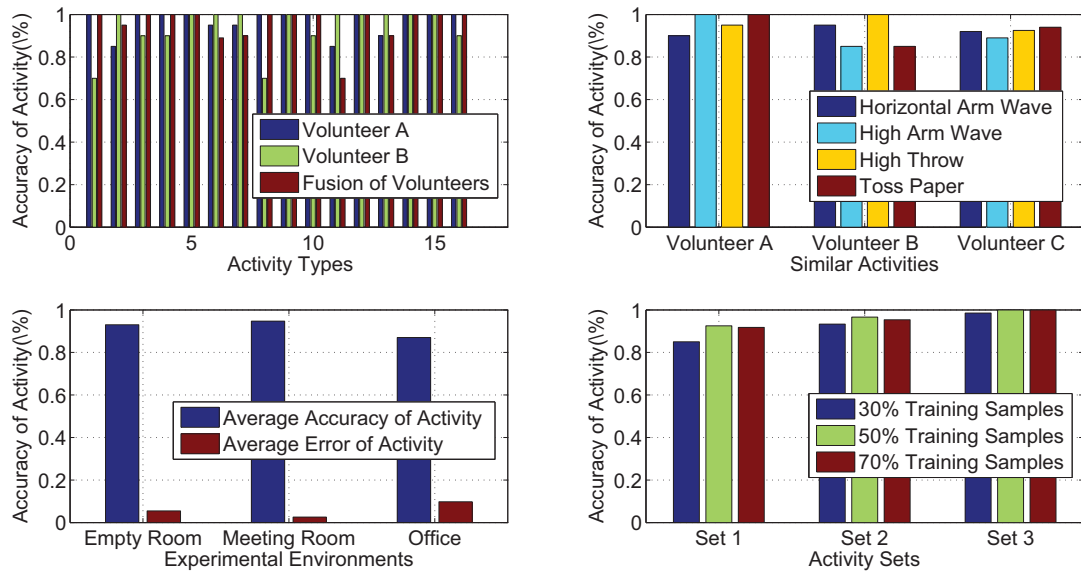 1
0.8
0.6
0.4
0.2
0
Accuracy of Activity(\%)
0 5 10 15
Activity Types
Volunteer A
Volunteer B
Fusion of Volunteers
1
0.8
0.6
0.4
0.2
0
Accuracy of Activity(\%)
Volunteer A Volunteer B Volunteer C
Similar Activities
Horizontal Arm Wave
High Arm Wave
High Throw
Toss Paper
1
0.8
0.6
0.4
0.2
0
Accuracy of Activity(\%)
Empty Room Meeting Room Office
Experimental Environments
Average Accuracy of Activity
Average Error of Activity
1
0.8
0.6
0.4
0.2
0
Accuracy of Activity(\%)
Set 1 Set 2 Set 3
Activity Sets
30% Training Samples
50% Training Samples
70% Training Samples